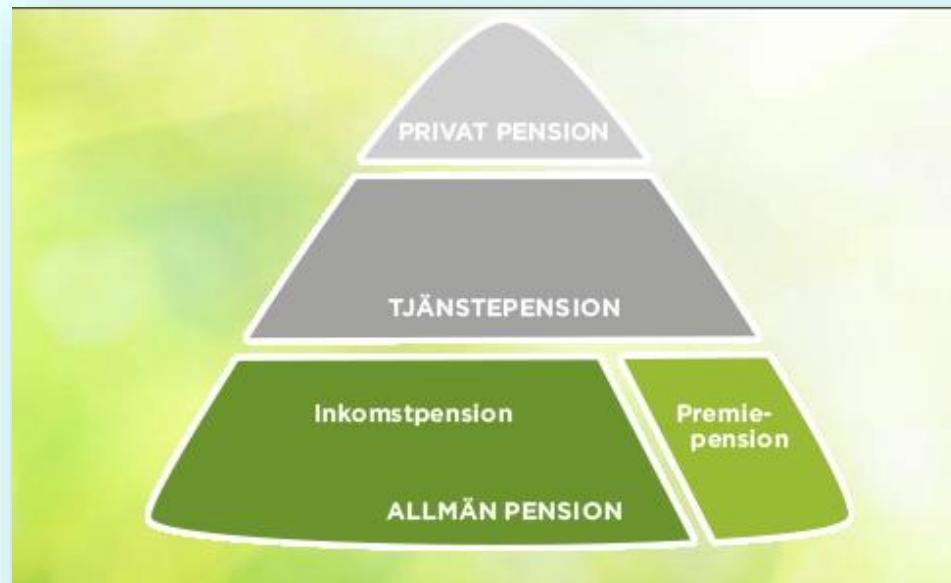 PRIVAT PENSION
TJÄNSTEPENSION
Inkomstpension
Premie-
pension
ALLMÄN PENSION